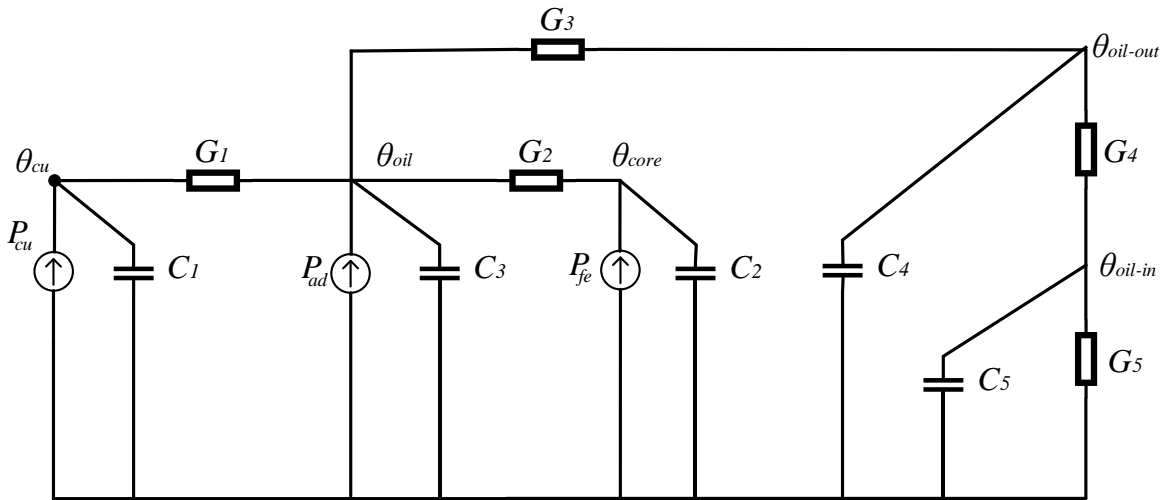 G3
θoil-out
G1
G2
G4
θcu
θoil
θcore
Pcu
C1
Pad
C3
Pfe
C2
C4
θoil-in
C5
G5